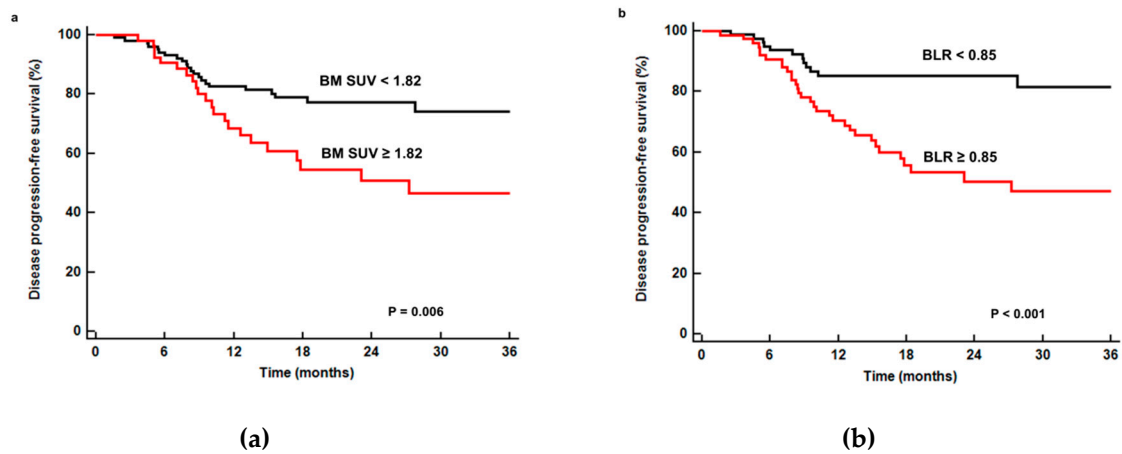 a
Disease progression-free survival (%)
100
80
60
40
20
0
BM SUV < 1.82
BM SUV ≥ 1.82
P = 0.006
0 6 12 18 24 30 36
Time (months)
(a)
b
Disease progression-free survival (%)
100
80
60
40
20
0
BLR < 0.85
BLR ≥ 0.85
P < 0.001
0 6 12 18 24 30 36
Time (months)
(b)